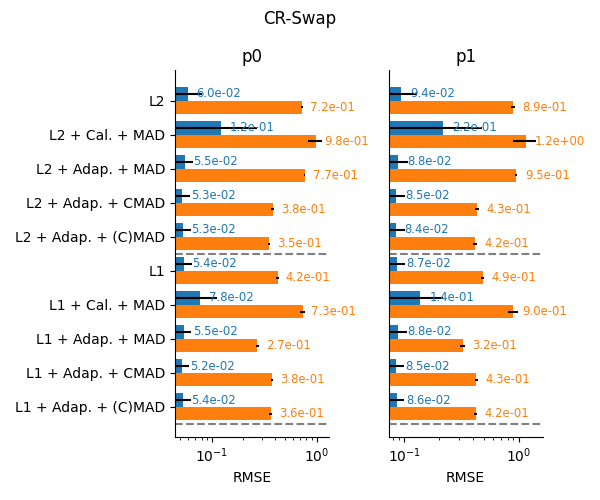 CR-Swap
p0 p1
L2 6.0e-02 9.4e-02
7.2e-01 8.9e-01
L2 + Cal. + MAD 1.2e-01 2.2e-01
9.8e-01 1.2e+00
L2 + Adap. + MAD 5.5e-02 8.8e-02
7.7e-01 9.5e-01
L2 + Adap. + CMAD 5.3e-02 8.5e-02
3.8e-01 4.3e-01
L2 + Adap. + (C)MAD 5.3e-02 8.4e-02
3.5e-01 4.2e-01
L1 5.4e-02 8.7e-02
4.2e-01 4.9e-01
L1 + Cal. + MAD 7.8e-02 1.4e-01
7.3e-01 9.0e-01
L1 + Adap. + MAD 5.5e-02 8.8e-02
2.7e-01 3.2e-01
L1 + Adap. + CMAD 5.2e-02 8.5e-02
3.8e-01 4.3e-01
L1 + Adap. + (C)MAD 5.4e-02 8.6e-02
3.6e-01 4.2e-01
10⁻¹ 10⁰ 10⁻¹ 10⁰
RMSE RMSE